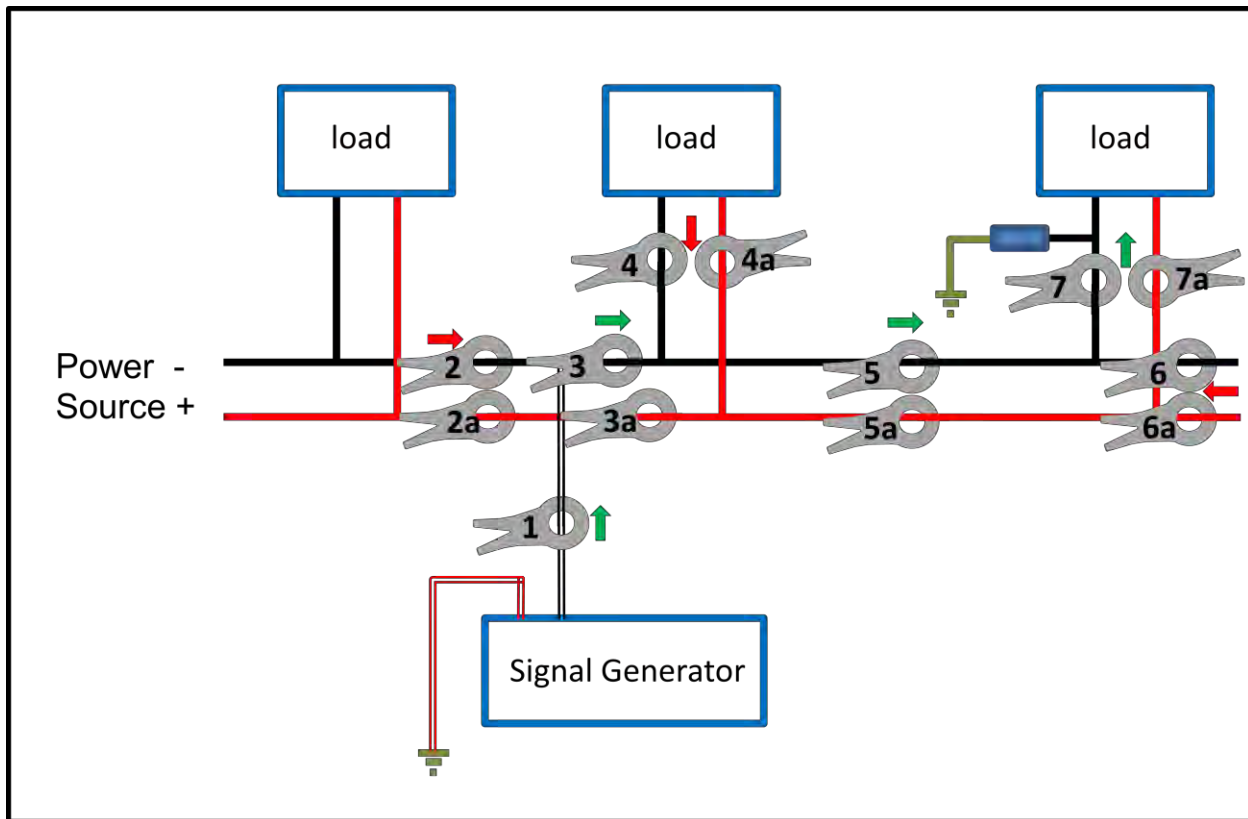 load
load
load
4
4a
7
7a
Power -
Source +
2
3
5
6
2a
3a
5a
6a
1
Signal Generator